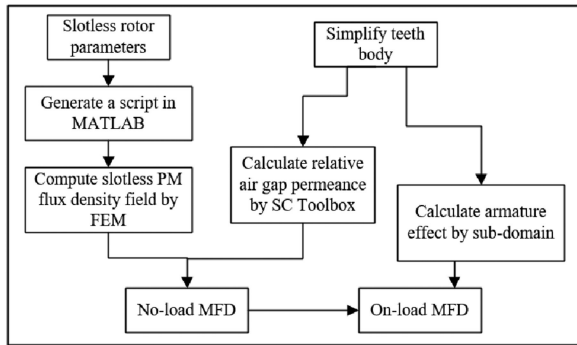 Slotless rotor
parameters
Generate a script in
MATLAB
Compute slotless PM
flux density field by
FEM
Simplify teeth
body
Calculate relative
air gap permeance
by SC Toolbox
Calculate armature
effect by sub-domain
No-load MFD
On-load MFD